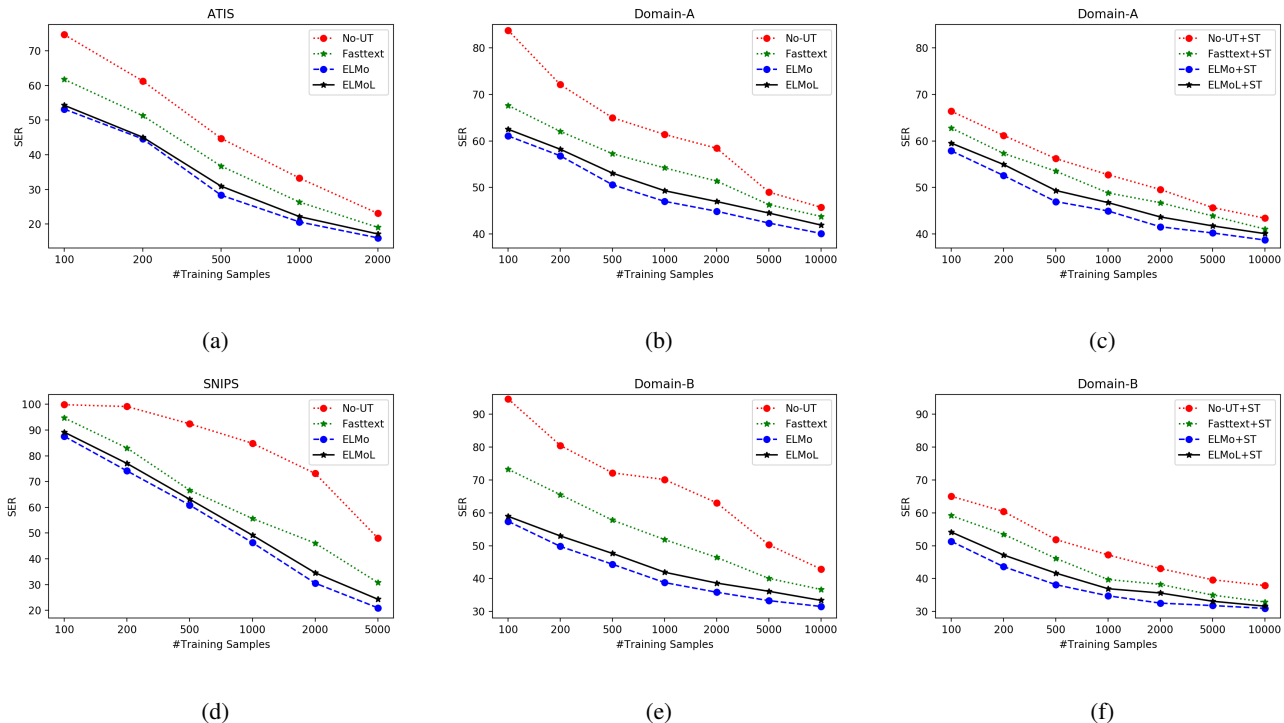 ATIS
70
60
50
40
30
20
SER
100 200 500 1000 2000
#Training Samples
No-UT
Fasttext
ELMo
ELMoL
(a)
Domain-A
80
70
60
50
40
SER
100 200 500 1000 2000 5000 10000
#Training Samples
No-UT
Fasttext
ELMo
ELMoL
(b)
Domain-A
80
70
60
50
40
SER
100 200 500 1000 2000 5000 10000
#Training Samples
No-UT+ST
Fasttext+ST
ELMo+ST
ELMoL+ST
(c)
SNIPS
100
90
80
70
60
50
40
30
20
SER
100 200 500 1000 2000 5000
#Training Samples
No-UT
Fasttext
ELMo
ELMoL
(d)
Domain-B
90
80
70
60
50
40
30
SER
100 200 500 1000 2000 5000 10000
#Training Samples
No-UT
Fasttext
ELMo
ELMoL
(e)
Domain-B
90
80
70
60
50
40
30
SER
100 200 500 1000 2000 5000 10000
#Training Samples
No-UT+ST
Fasttext+ST
ELMo+ST
ELMoL+ST
(f)